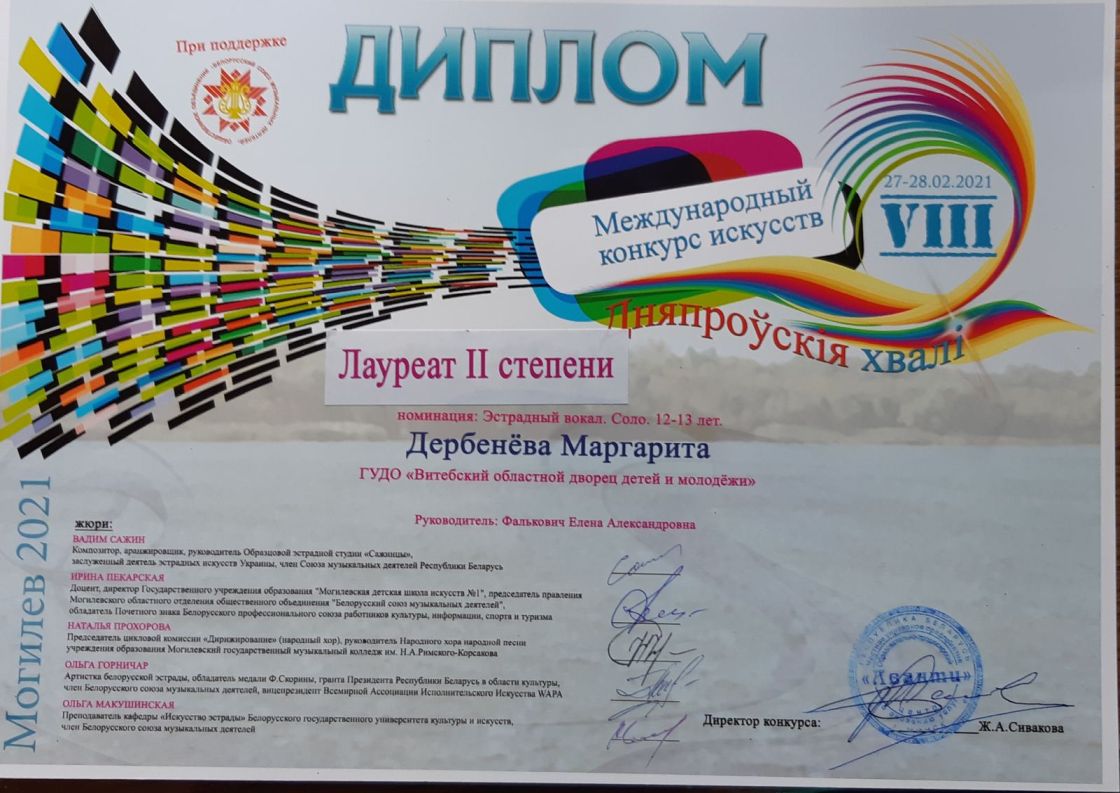 При поддержке
ДИПЛОМ
27-28.02.2021
VIII
Международный
конкурс искусств
Дняпроўскія хвалі
Лауреат II степени
номинация: Эстрадный вокал. Соло. 12-13 лет.
Дербенёва Маргарита
ГУДО «Витебский областной дворец детей и молодёжи»
Руководитель: Фалькович Елена Александровна
Могилев 2021
жюри:
ВАДИМ САЖИН
Композитор, аранжировщик, руководитель Образцовой эстрадной студии «Сажинцы»,
заслуженный деятель эстрадных искусств Украины, член Союза музыкальных деятелей Республики Беларусь
ИРИНА ПЕКАРСКАЯ
Доцент, директор Государственного учреждения образования "Могилевская детская школа искусств №1", председатель правления
Могилевского областного отделения общественного объединения "Белорусский союз музыкальных деятелей",
обладатель Почетного знака Белорусского профессионального союза работников культуры, информации, спорта и туризма
НАТАЛЬЯ ПРОХОРОВА
Председатель цикловой комиссии «Дирижирование» (народный хор), руководитель Народного хора народной песни
учреждения образования Могилевский государственный музыкальный колледж им. Н.А.Римского-Корсакова
ОЛЬГА ГОРНИЧАР
Артистка белорусской эстрады, обладатель медали Ф.Скорины, гранта Президента Республики Беларусь в области культуры,
член Белорусского союза музыкальных деятелей, вицепрезидент Всемирной Ассоциации Исполнительского Искусства WAPA
ОЛЬГА МАКУШИНСКАЯ
Преподаватель кафедры «Искусство эстрады» Белорусского государственного университета культуры и искусств,
член Белорусского союза музыкальных деятелей
Директор конкурса:
Ж.А.Сивакова